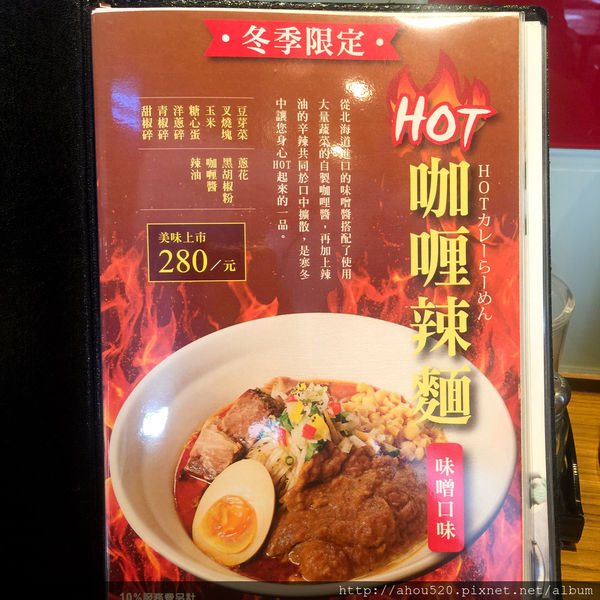 •冬季限定•
HOT
咖喱辣麵
HOTカレーらーめん
味噌口味
從北海道進口的味噌醬搭配了使用
大量蔬菜的自製咖哩醬，再加上辣
油的辛辣共同於口中擴散，是寒冬
中讓您身心HOT起來的一品。
豆芽菜
叉燒塊
玉米
糖心蛋
洋蔥碎
青椒碎
甜椒碎
蔥花
黑胡椒粉
咖喱醬
辣油
美味上市
280/元
10%服務費另計
http://ahou520.pixnet.net/album